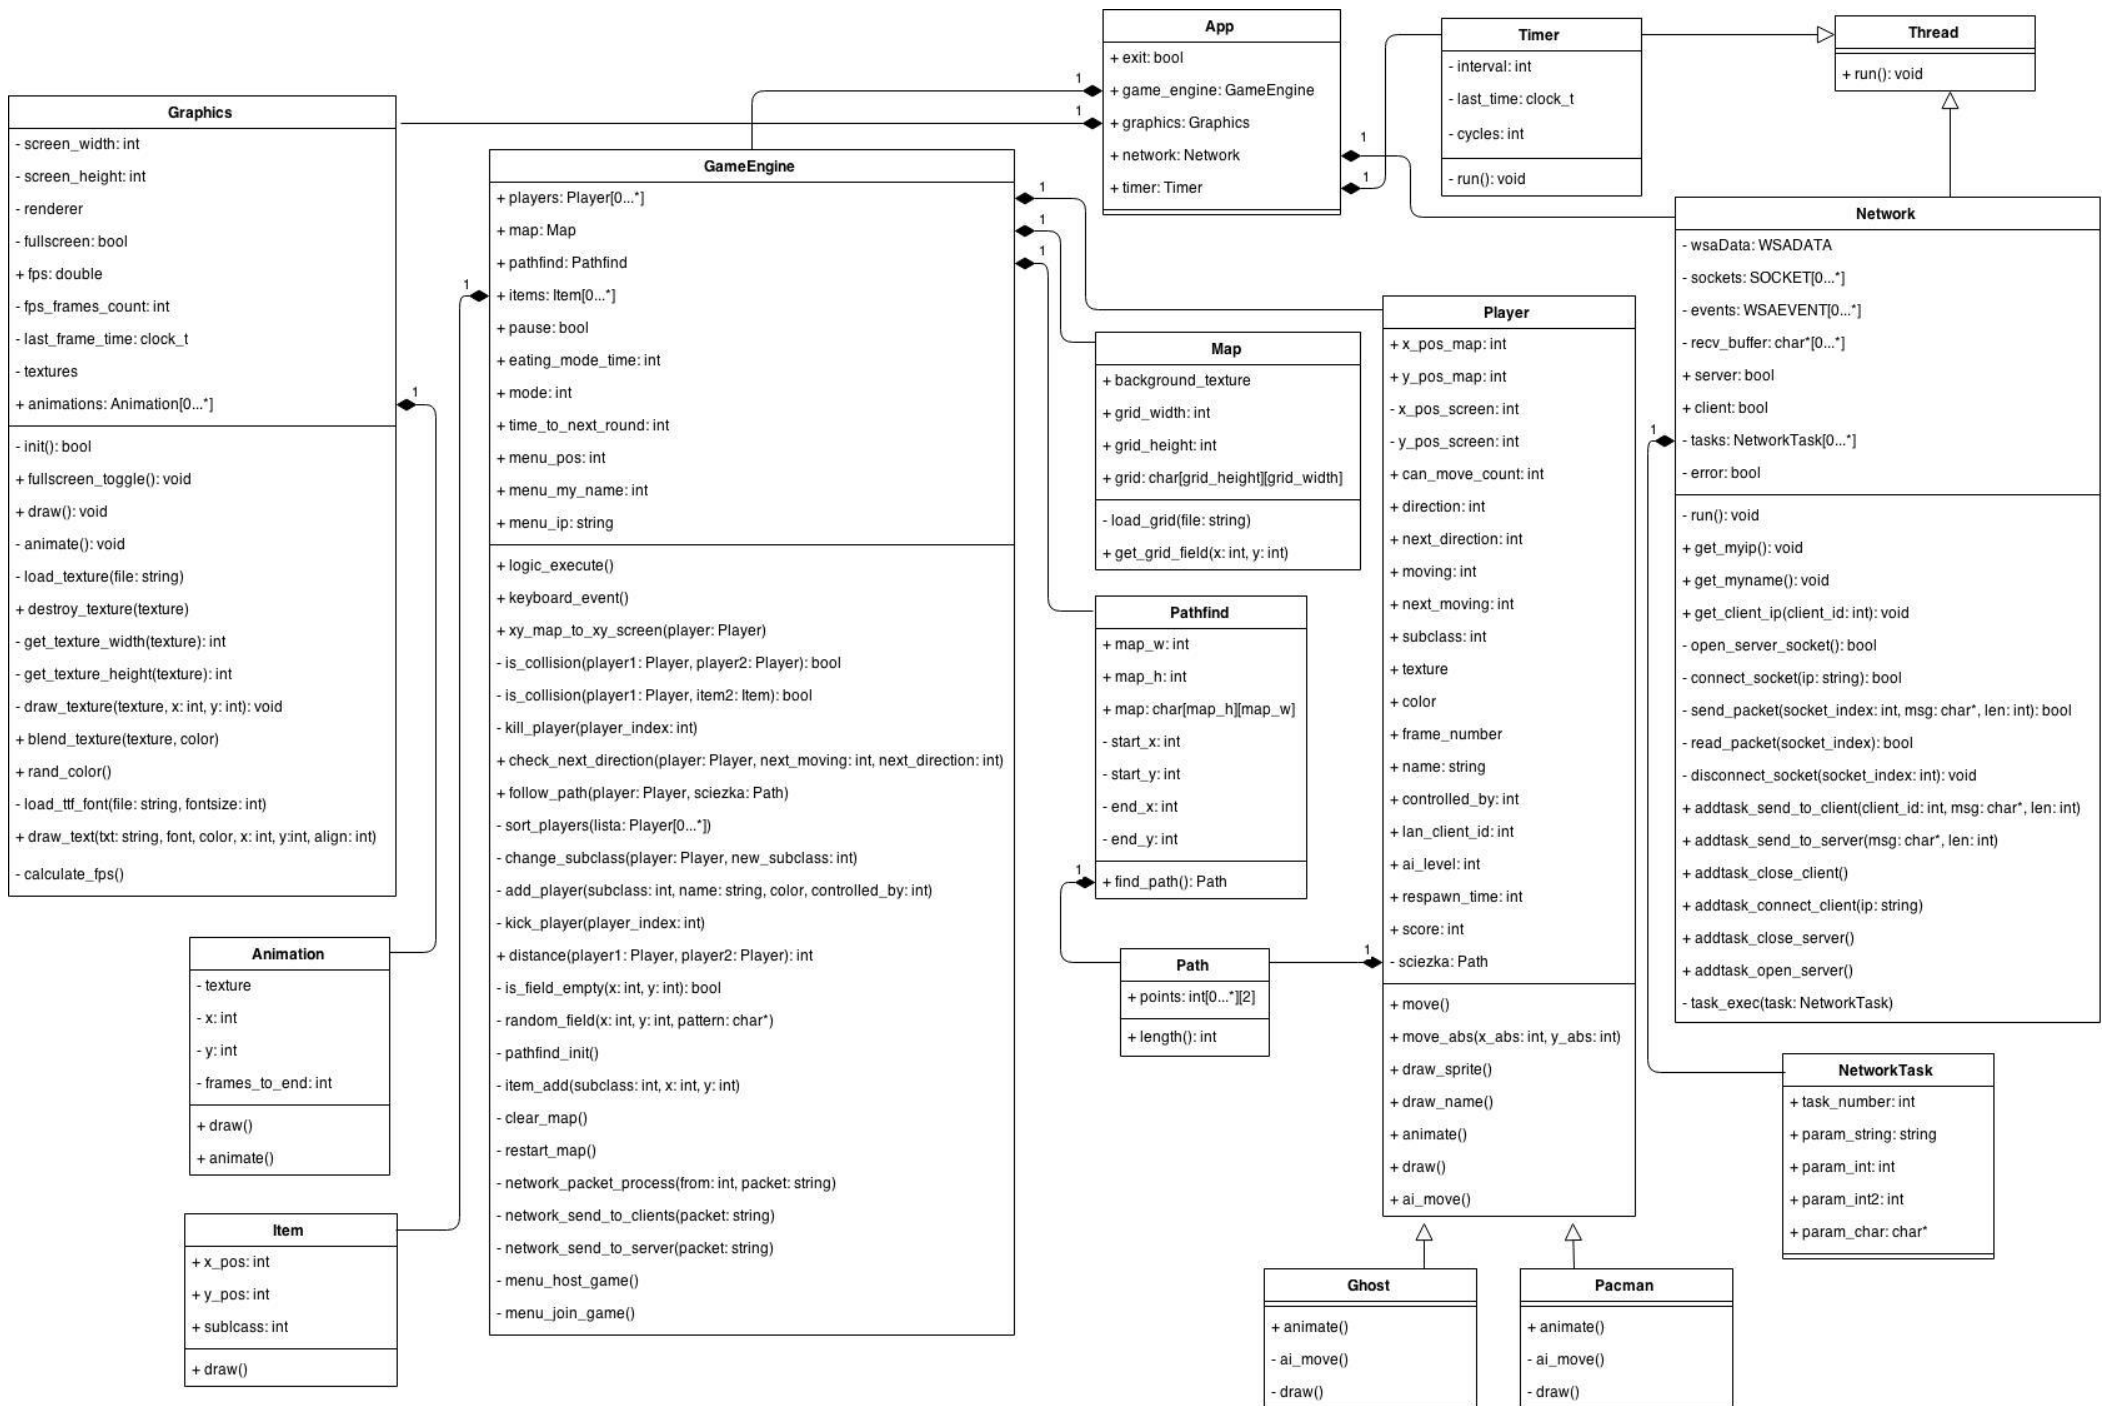 App
+ exit: bool
+ game_engine: GameEngine
+ graphics: Graphics
+ network: Network
+ timer: Timer
1
1
1
1
Timer
- interval: int
- last_time: clock_t
- cycles: int
- run(): void
Thread
+ run(): void
Graphics
- screen_width: int
- screen_height: int
- renderer
- fullscreen: bool
+ fps: double
- fps_frames_count: int
- last_frame_time: clock_t
- textures
+ animations: Animation[0...*]
1
- init(): bool
+ fullscreen_toggle(): void
+ draw(): void
- animate(): void
- load_texture(file: string)
+ destroy_texture(texture)
- get_texture_width(texture): int
- get_texture_height(texture): int
- draw_texture(texture, x: int, y: int): void
+ blend_texture(texture, color)
+ rand_color()
- load_ttf_font(file: string, fontsize: int)
+ draw_text(txt: string, font, color, x: int, y:int, align: int)
- calculate_fps()
GameEngine
+ players: Player[0...*]
+ map: Map
+ pathfind: Pathfind
+ items: Item[0...*]
+ pause: bool
+ eating_mode_time: int
+ mode: int
+ time_to_next_round: int
+ menu_pos: int
+ menu_my_name: int
+ menu_ip: string
1
1
1
1
+ logic_execute()
+ keyboard_event()
+ xy_map_to_xy_screen(player: Player)
- is_collision(player1: Player, player2: Player): bool
- is_collision(player1: Player, item2: Item): bool
- kill_player(player_index: int)
+ check_next_direction(player: Player, next_moving: int, next_direction: int)
+ follow_path(player: Player, sciezka: Path)
- sort_players(lista: Player[0...*])
- change_subclass(player: Player, new_subclass: int)
- add_player(subclass: int, name: string, color, controlled_by: int)
- kick_player(player_index: int)
+ distance(player1: Player, player2: Player): int
- is_field_empty(x: int, y: int): bool
- random_field(x: int, y: int, pattern: char*)
- pathfind_init()
- item_add(subclass: int, x: int, y: int)
- clear_map()
- restart_map()
- network_packet_process(from: int, packet: string)
- network_send_to_clients(packet: string)
- network_send_to_server(packet: string)
- menu_host_game()
- menu_join_game()
Map
+ background_texture
+ grid_width: int
+ grid_height: int
+ grid: char[grid_height][grid_width]
- load_grid(file: string)
+ get_grid_field(x: int, y: int)
Pathfind
+ map_w: int
+ map_h: int
+ map: char[map_h][map_w]
- start_x: int
- start_y: int
- end_x: int
- end_y: int
1
+ find_path(): Path
Path
+ points: int[0...*][2]
+ length(): int
Player
+ x_pos_map: int
+ y_pos_map: int
- x_pos_screen: int
- y_pos_screen: int
+ can_move_count: int
+ direction: int
+ next_direction: int
+ moving: int
+ next_moving: int
+ subclass: int
+ texture
+ color
+ frame_number
+ name: string
+ controlled_by: int
+ lan_client_id: int
+ ai_level: int
+ respawn_time: int
+ score: int
1
- sciezka: Path
+ move()
+ move_abs(x_abs: int, y_abs: int)
+ draw_sprite()
+ draw_name()
+ animate()
+ draw()
+ ai_move()
Network
- wsaData: WSADATA
- sockets: SOCKET[0...*]
- events: WSAEVENT[0...*]
- recv_buffer: char*[0...*]
+ server: bool
+ client: bool
1
- tasks: NetworkTask[0...*]
- error: bool
- run(): void
+ get_myip(): void
+ get_myname(): void
+ get_client_ip(client_id: int): void
- open_server_socket(): bool
- connect_socket(ip: string): bool
- send_packet(socket_index: int, msg: char*, len: int): bool
- read_packet(socket_index): bool
- disconnect_socket(socket_index: int): void
+ addtask_send_to_client(client_id: int, msg: char*, len: int)
+ addtask_send_to_server(msg: char*, len: int)
+ addtask_close_client()
+ addtask_connect_client(ip: string)
+ addtask_close_server()
+ addtask_open_server()
- task_exec(task: NetworkTask)
Animation
- texture
- x: int
- y: int
- frames_to_end: int
+ draw()
+ animate()
Item
+ x_pos: int
+ y_pos: int
+ sublcass: int
+ draw()
NetworkTask
+ task_number: int
+ param_string: string
+ param_int: int
+ param_int2: int
+ param_char: char*
Ghost
+ animate()
- ai_move()
- draw()
Pacman
+ animate()
- ai_move()
- draw()